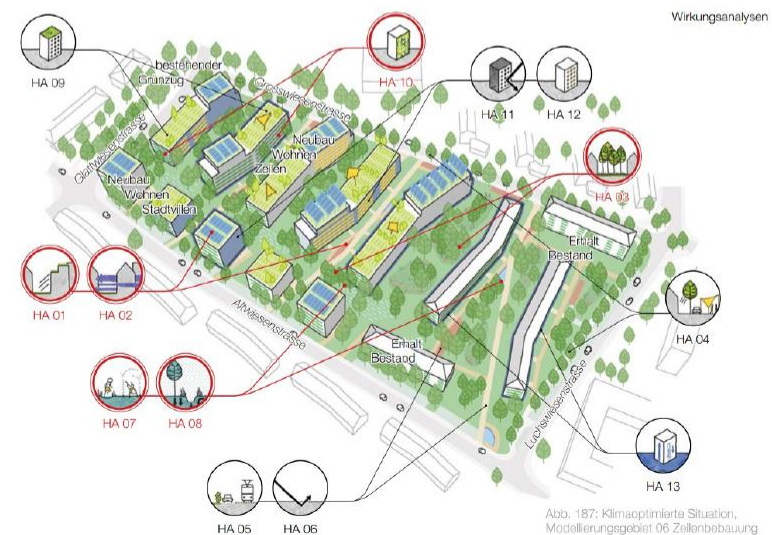 Wirkungsanalysen
HA 09
bestehender
Grünzug
Grosswiesenstrasse
HA 10
HA 11
HA 12
Glattwiesenstrasse
Neubau
Wohnen
Zeilen
Neubau
Wohnen
Stadtvillen
HA 03
Erhalt
Bestand
HA 01
HA 02
HA 04
Altwiesenstrasse
Erhalt
Bestand
Luchswiesenstrasse
HA 07
HA 08
HA 13
HA 05
HA 06
Abb. 187: Klimaoptimierte Situation,
Modellierungsgebiet 06 Zeilenbebauung